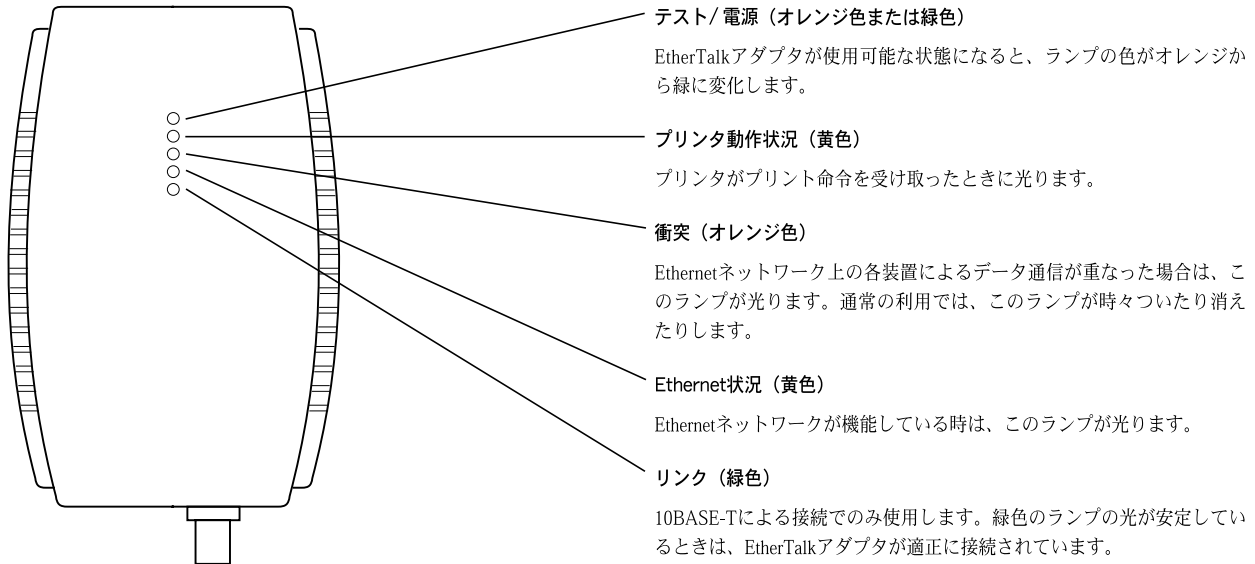 テスト/電源（オレンジ色または緑色）
EtherTalkアダプタが使用可能な状態になると、ランプの色がオレンジか
ら緑に変化します。
プリンタ動作状況（黄色）
プリンタがプリント命令を受け取ったときに光ります。
衝突（オレンジ色）
Ethernetネットワーク上の各装置によるデータ通信が重なった場合は、こ
のランプが光ります。通常の利用では、このランプが時々ついたり消え
たりします。
Ethernet状況（黄色）
Ethernetネットワークが機能している時は、このランプが光ります。
リンク（緑色）
10BASE-Tによる接続でのみ使用します。緑色のランプの光が安定してい
るときは、EtherTalkアダプタが適正に接続されています。